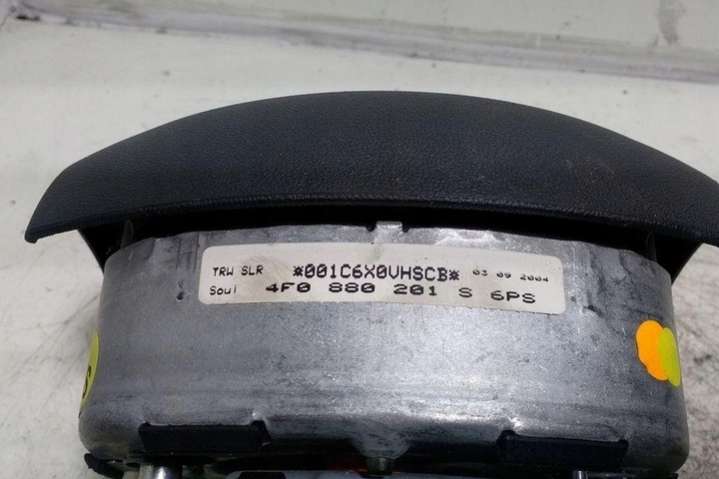 TRW SLR *001C6X0VHSCB* 03 09 2004
Soul 4F0 880 201 S 6PS